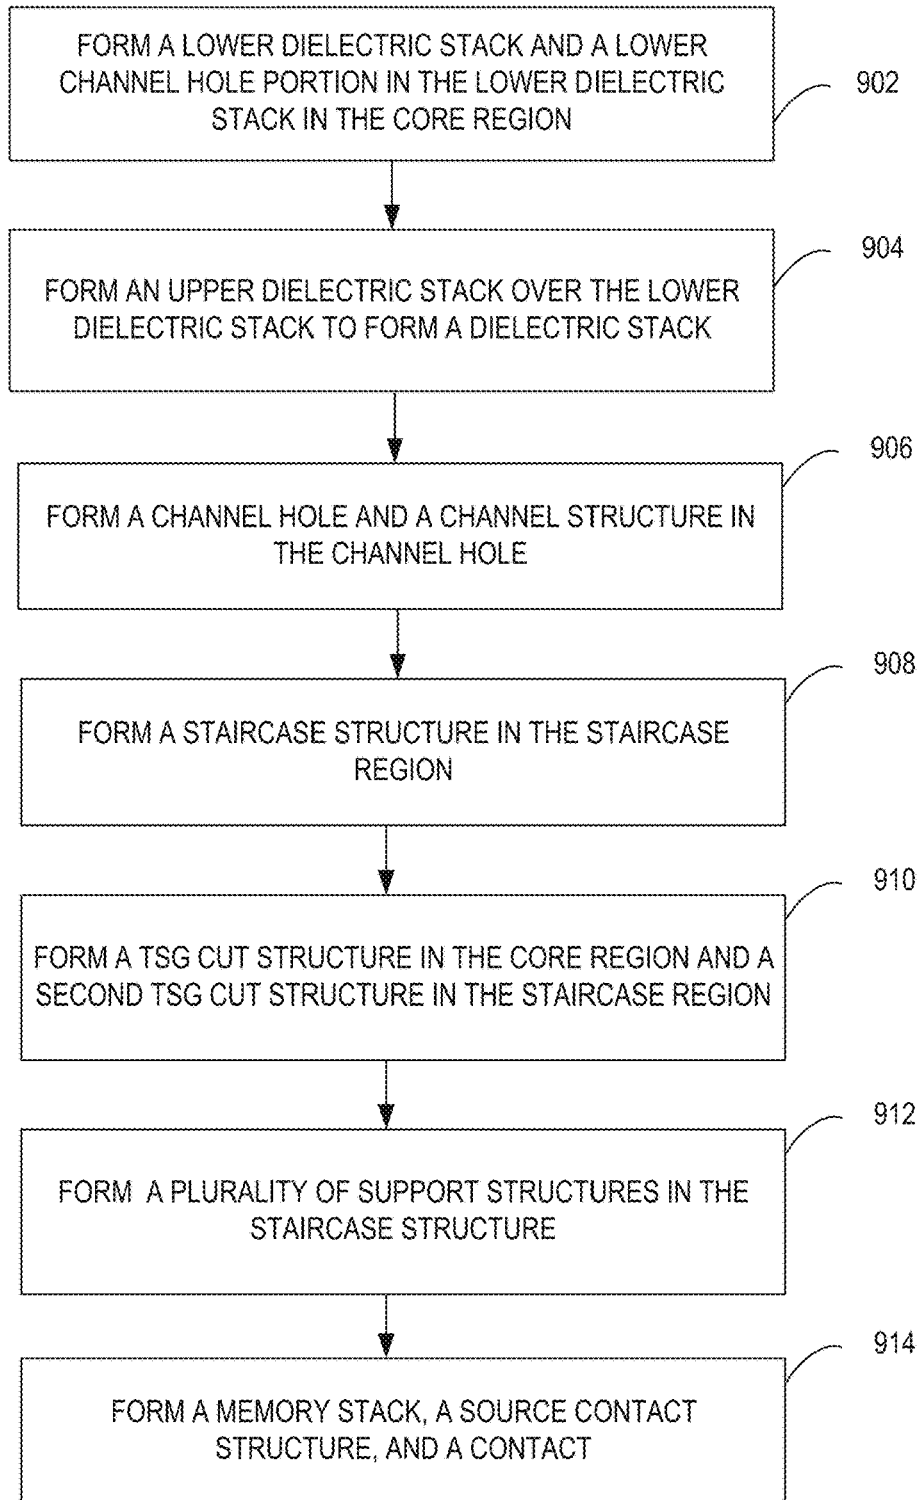 FORM A LOWER DIELECTRIC STACK AND A LOWER
CHANNEL HOLE PORTION IN THE LOWER DIELECTRIC
STACK IN THE CORE REGION
902
FORM AN UPPER DIELECTRIC STACK OVER THE LOWER
DIELECTRIC STACK TO FORM A DIELECTRIC STACK
904
FORM A CHANNEL HOLE AND A CHANNEL STRUCTURE IN
THE CHANNEL HOLE
906
FORM A STAIRCASE STRUCTURE IN THE STAIRCASE
REGION
908
FORM A TSG CUT STRUCTURE IN THE CORE REGION AND A
SECOND TSG CUT STRUCTURE IN THE STAIRCASE REGION
910
FORM A PLURALITY OF SUPPORT STRUCTURES IN THE
STAIRCASE STRUCTURE
912
FORM A MEMORY STACK, A SOURCE CONTACT
STRUCTURE, AND A CONTACT
914